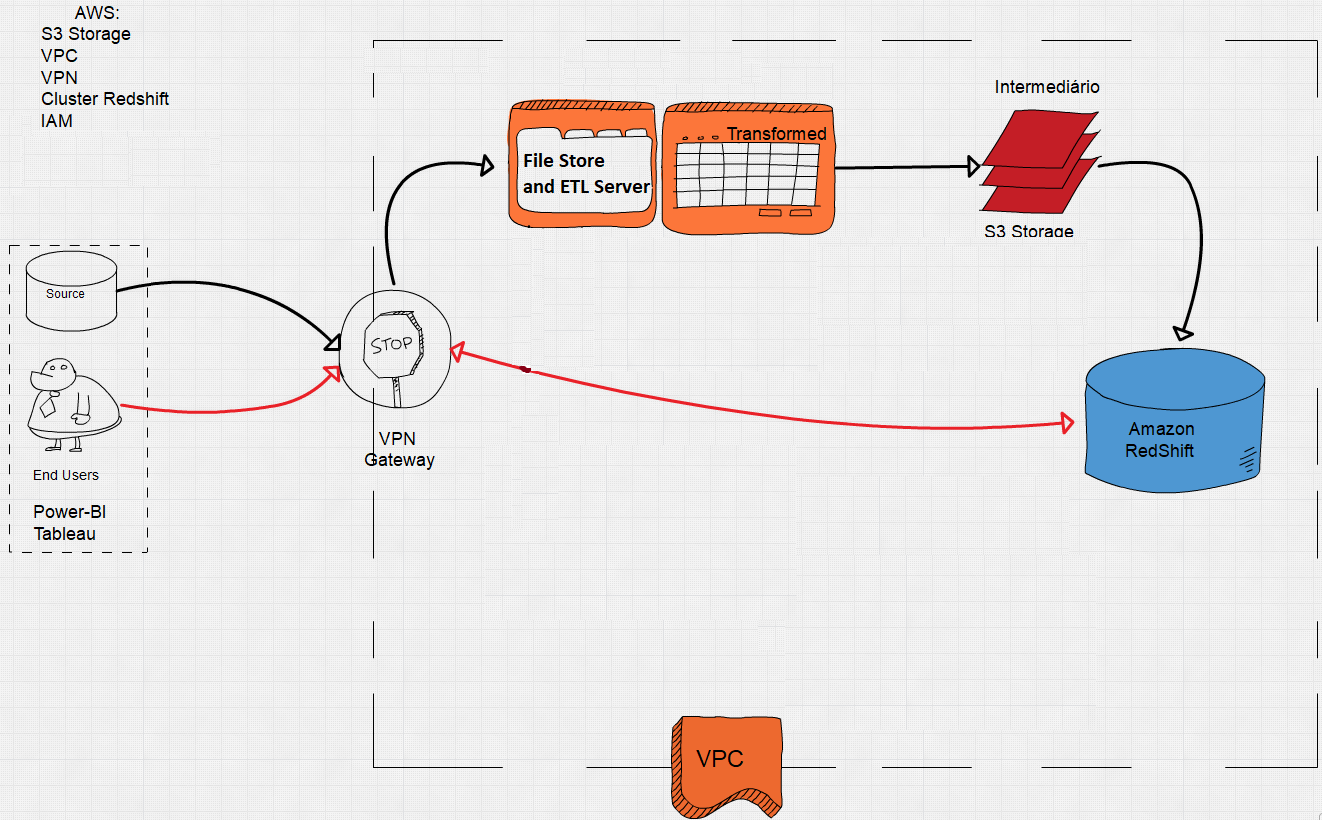 AWS:
S3 Storage
VPC
VPN
Cluster Redshift
IAM
Intermediário
Transformed
File Store
and ETL Server
S3 Storage
Source
STOP
End Users
Power-BI
Tableau
VPN
Gateway
Amazon
RedShift
VPC